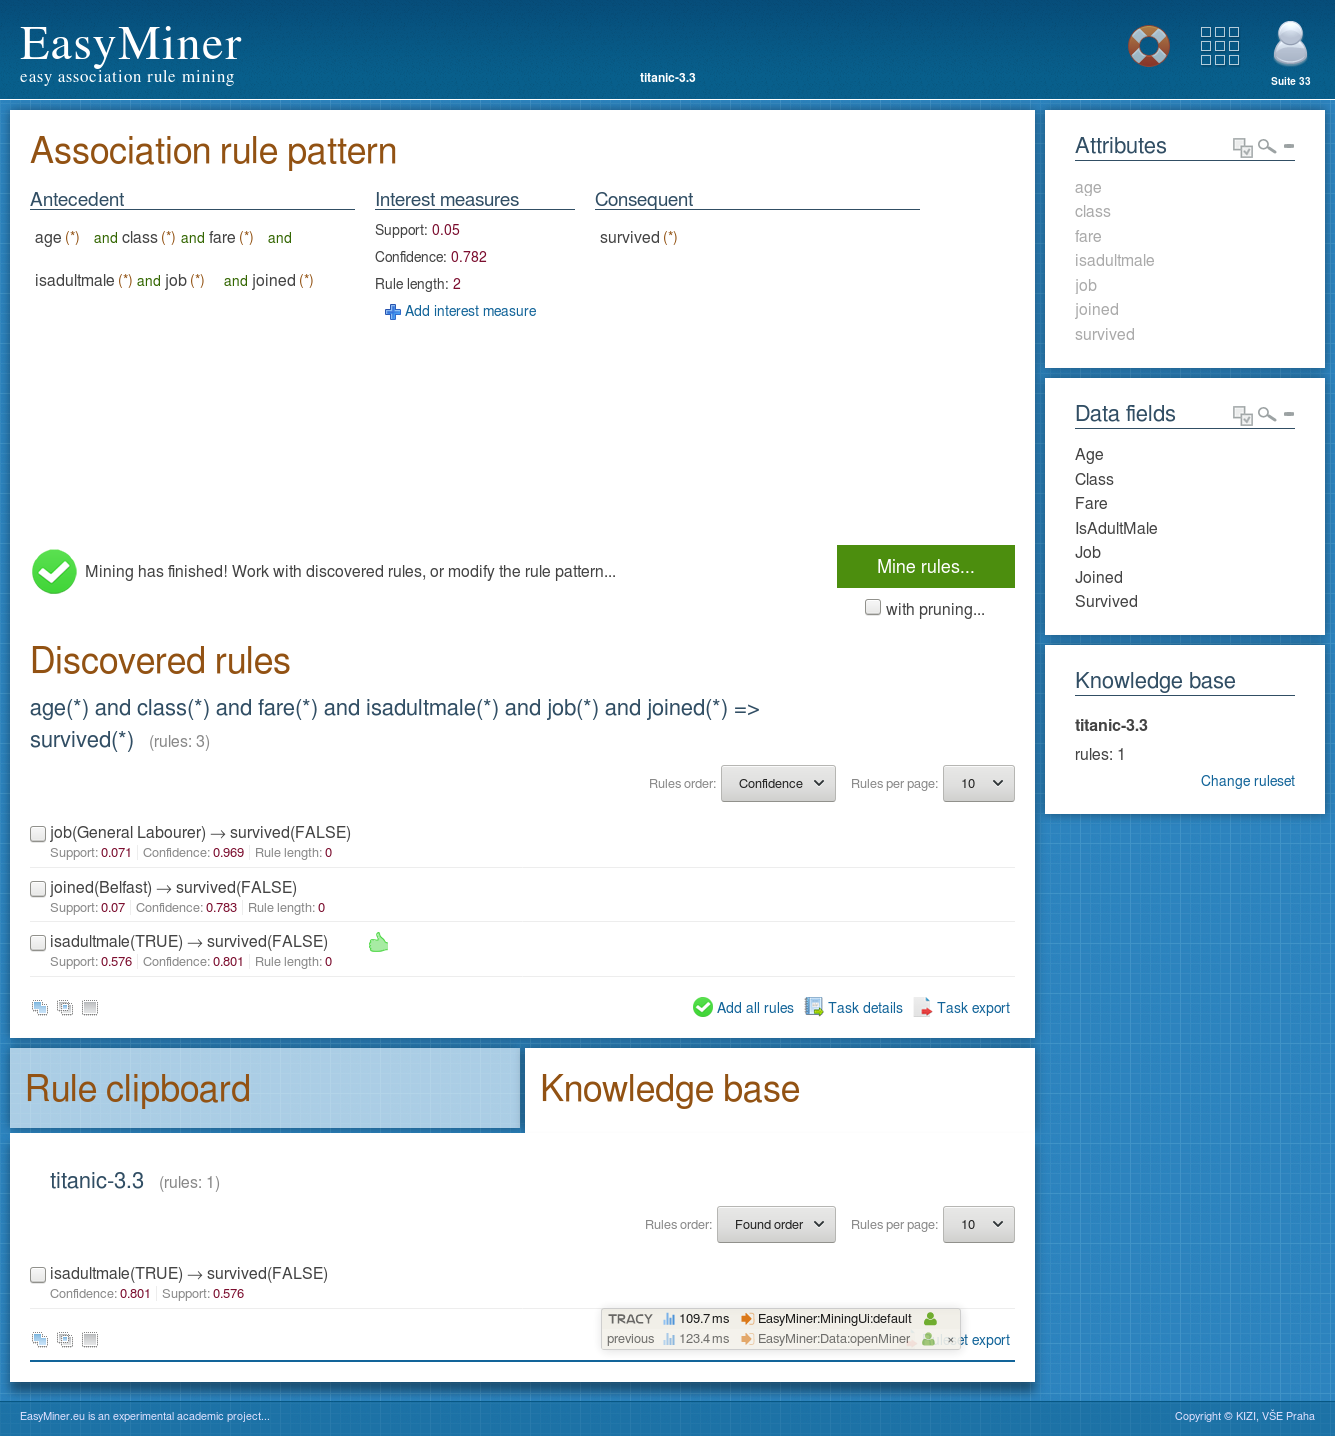 EasyMiner
easy association rule mining
titanic-3.3
Suite 33
Association rule pattern
Antecedent
age (*) and class (*) and fare (*) and
isadultmale (*) and job (*) and joined (*)
Interest measures
Support: 0.05
Confidence: 0.782
Rule length: 2
Add interest measure
Consequent
survived (*)
Mining has finished! Work with discovered rules, or modify the rule pattern...
Mine rules...
with pruning...
Discovered rules
age(*) and class(*) and fare(*) and isadultmale(*) and job(*) and joined(*) =>
survived(*) (rules: 3)
Rules order: Confidence Rules per page: 10
job(General Labourer) → survived(FALSE)
Support: 0.071 Confidence: 0.969 Rule length: 0
joined(Belfast) → survived(FALSE)
Support: 0.07 Confidence: 0.783 Rule length: 0
isadultmale(TRUE) → survived(FALSE)
Support: 0.576 Confidence: 0.801 Rule length: 0
Add all rules Task details Task export
Rule clipboard
Knowledge base
titanic-3.3 (rules: 1)
Rules order: Found order Rules per page: 10
isadultmale(TRUE) → survived(FALSE)
Confidence: 0.801 Support: 0.576
TRACY 109.7 ms EasyMiner:MiningUi:default
previous 123.4 ms EasyMiner:Data:openMiner ×
export
Attributes
age
class
fare
isadultmale
job
joined
survived
Data fields
Age
Class
Fare
IsAdultMale
Job
Joined
Survived
Knowledge base
titanic-3.3
rules: 1
Change ruleset
EasyMiner.eu is an experimental academic project...
Copyright © KIZI, VŠE Praha